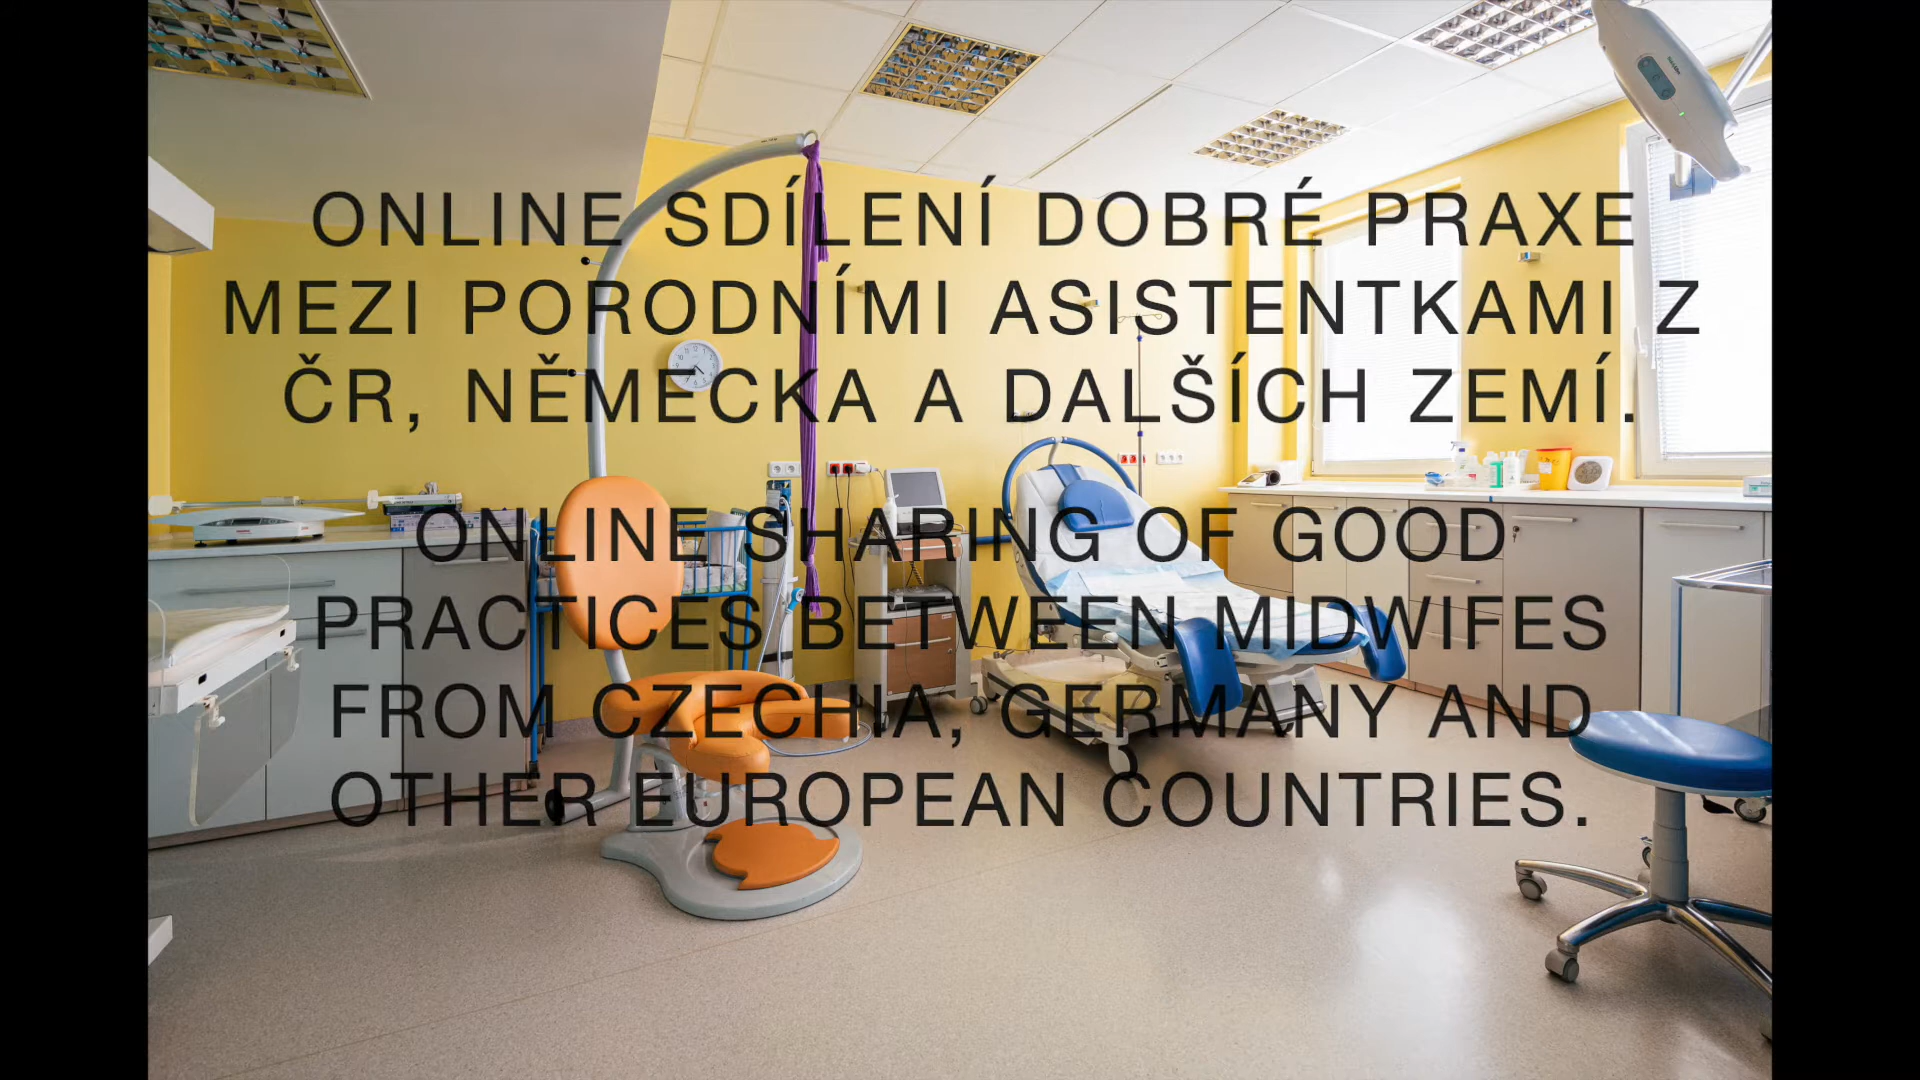 ONLINE SDÍLENÍ DOBRÉ PRAXE
MEZI PORODNÍMI ASISTENTKAMI Z
ČR, NĚMECKA A DALŠÍCH ZEMÍ.
ONLINE SHARING OF GOOD
PRACTICES BETWEEN MIDWIFES
FROM CZECHIA, GERMANY AND
OTHER EUROPEAN COUNTRIES.